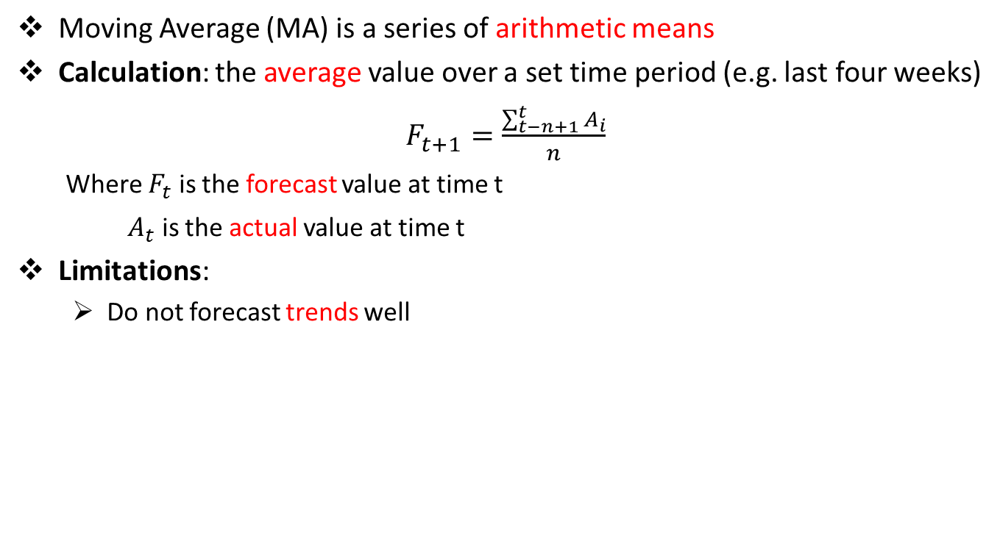 ❖ Moving Average (MA) is a series of arithmetic means
❖ Calculation: the average value over a set time period (e.g. last four weeks)
$F_{t+1} = \frac{\sum_{t-n+1}^{t} A_i}{n}$
Where $F_t$ is the forecast value at time t
$A_t$ is the actual value at time t
❖ Limitations:
➢ Do not forecast trends well